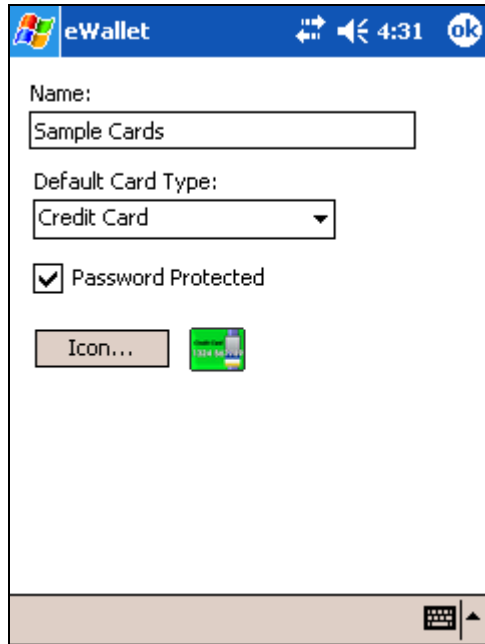 eWallet 4:31 ok
Name:
Sample Cards
Default Card Type:
Credit Card
Password Protected
Icon...